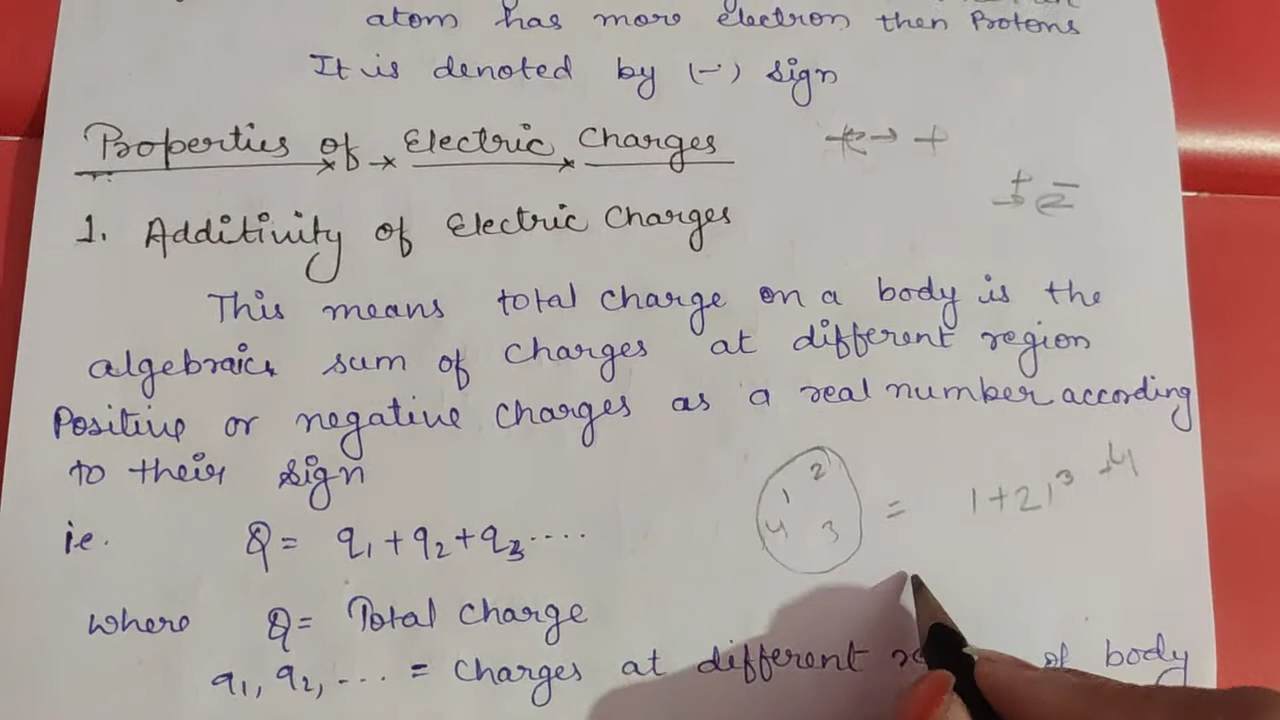 atom has more electron then Protons
It is denoted by (-) sign
Properties of Electric Charges
+ → +
+ e-
1. Additivity of Electric Charges
This means total charge on a body is the
algebraic sum of charges at different region
Positive or negative charges as a real number according
to their sign
1 2 4 3 = 1+2+3+4
i.e. Q = q1 + q2 + q3 ....
where Q = Total charge
q1, q2, ... = charges at different of body